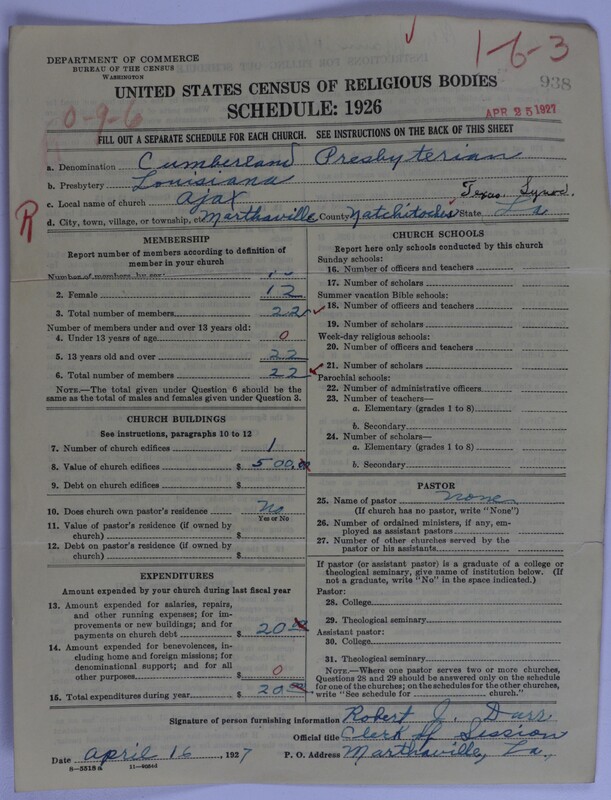 1-6-3
DEPARTMENT OF COMMERCE
BUREAU OF THE CENSUS
WASHINGTON
UNITED STATES CENSUS OF RELIGIOUS BODIES
938
SCHEDULE: 1926
APR 25 1927
0-9-6
FILL OUT A SEPARATE SCHEDULE FOR EACH CHURCH. SEE INSTRUCTIONS ON THE BACK OF THIS SHEET
a. Denomination Cumberland Presbyterian
b. Presbytery Louisiana Texas Synod.
c. Local name of church Ajax
R
d. City, town, village, or township, etc Marthaville County Natchitoches State La
MEMBERSHIP
Report number of members according to definition of
member in your church
Number of members by sex:
2. Female 12
3. Total number of members 22
Number of members under and over 13 years old:
4. Under 13 years of age 0
5. 13 years old and over 22
6. Total number of members 22
NOTE.—The total given under Question 6 should be the
same as the total of males and females given under Question 3.
CHURCH BUILDINGS
See instructions, paragraphs 10 to 12
7. Number of church edifices 1
8. Value of church edifices $ 500.00
9. Debt on church edifices $
10. Does church own pastor's residence No
Yes or No
11. Value of pastor's residence (if owned by
church) $
12. Debt on pastor's residence (if owned by
church) $
EXPENDITURES
Amount expended by your church during last fiscal year
13. Amount expended for salaries, repairs,
and other running expenses; for im-
provements or new buildings; and for
payments on church debt $ 20.00
14. Amount expended for benevolences, in-
cluding home and foreign missions; for
denominational support; and for all
other purposes $ 0
15. Total expenditures during year $ 20.00
CHURCH SCHOOLS
Report here only schools conducted by this church
Sunday schools:
16. Number of officers and teachers
17. Number of scholars
Summer vacation Bible schools:
18. Number of officers and teachers
19. Number of scholars
Week-day religious schools:
20. Number of officers and teachers
21. Number of scholars
Parochial schools:
22. Number of administrative officers
23. Number of teachers—
a. Elementary (grades 1 to 8)
b. Secondary
24. Number of scholars—
a. Elementary (grades 1 to 8)
b. Secondary
PASTOR
25. Name of pastor none
(If church has no pastor, write "None")
26. Number of ordained ministers, if any, em-
ployed as assistant pastors
27. Number of other churches served by the
pastor or his assistants
If pastor (or assistant pastor) is a graduate of a college or
theological seminary, give name of institution below. (If
not a graduate, write "No" in the space indicated.)
Pastor:
28. College
29. Theological seminary
Assistant pastor:
30. College
31. Theological seminary
NOTE.—Where one pastor serves two or more churches,
Questions 28 and 29 should be answered only on the schedule
for one of the churches; on the schedules for the other churches,
write "See schedule for church."
Signature of person furnishing information Robert J. Durr
Official title Clerk of Session
Date April 16, 1927 P. O. Address Marthaville, La.,
8—5518a